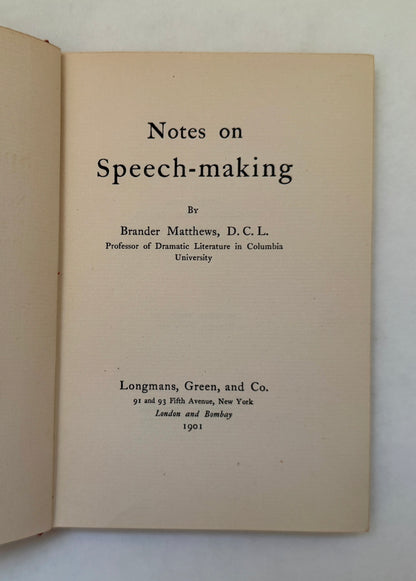 Notes on
Speech-making
By
Brander Matthews, D. C. L.
Professor of Dramatic Literature in Columbia
University
Longmans, Green, and Co.
91 and 93 Fifth Avenue, New York
London and Bombay
1901